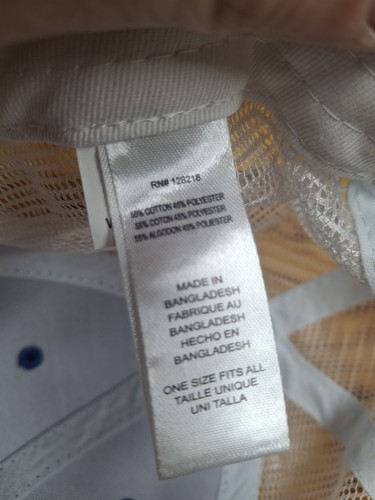 RN# 128218
55% COTTON 45% POLYESTER
55% COTON 45% POLYESTER
55% ALGODON 45% POLIESTER
MADE IN
BANGLADESH
FABRIQUE AU
BANGLADESH
HECHO EN
BANGLADESH
ONE SIZE FITS ALL
TAILLE UNIQUE
UNI TALLA